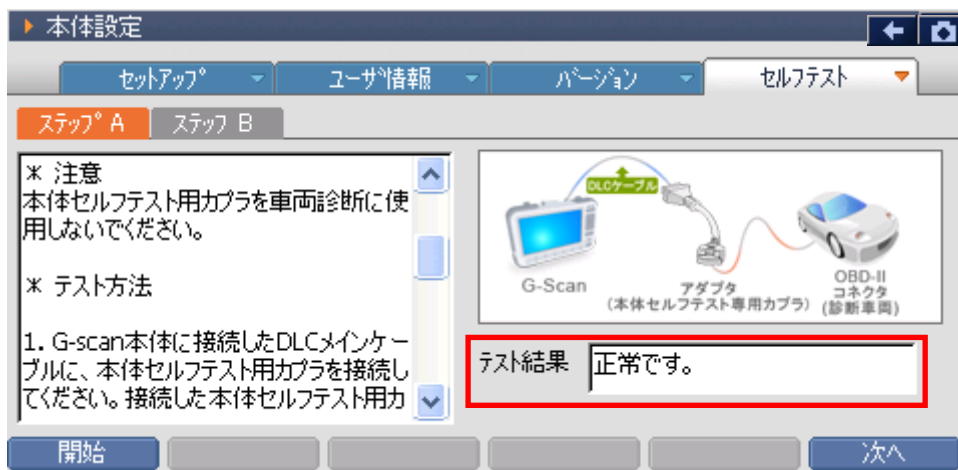 本体設定
セットアップ
ユーザ情報
バージョン
セルフテスト
ステップ A
ステップ B
* 注意
本体セルフテスト用カプラを車両診断に使
用しないでください。
* テスト方法
1. G-scan本体に接続したDLCメインケー
ブルに、本体セルフテスト用カプラを接続し
てください。接続した本体セルフテスト用カ
DLCケーブル
G-Scan
アダプタ
(本体セルフテスト専用カプラ)
OBD-II
コネクタ
(診断車両)
テスト結果
正常です。
開始
次へ